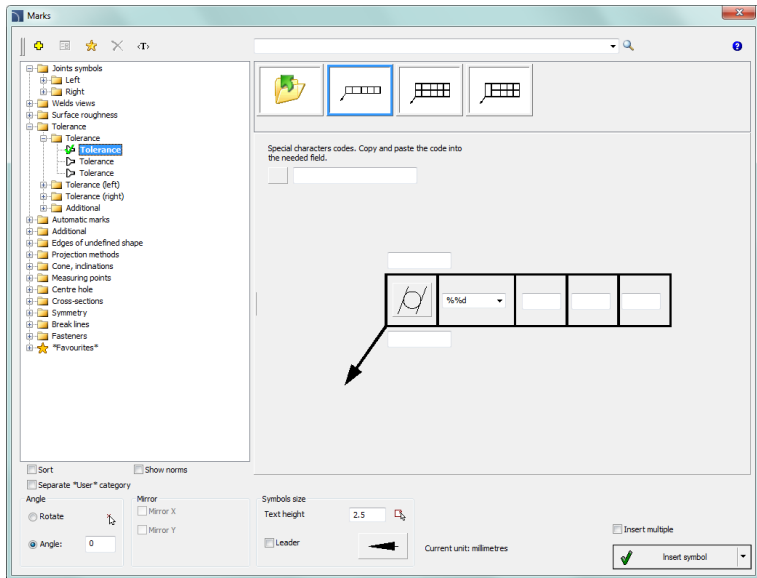 Marks
<T>
Joints symbols
Left
Right
Welds views
Surface roughness
Tolerance
Tolerance
Tolerance
Tolerance
Tolerance
Tolerance (left)
Tolerance (right)
Additional
Automatic marks
Additional
Edges of undefined shape
Projection methods
Cone, inclinations
Measuring points
Centre hole
Cross-sections
Symmetry
Break lines
Fasteners
*Favourites*
Special characters codes. Copy and paste the code into
the needed field.
%%d
Sort
Show norms
Separate "User" category
Angle
Rotate
Angle:
0
Mirror
Mirror X
Mirror Y
Symbols size
Text height
2.5
Leader
Current unit: millimetres
Insert multiple
Insert symbol